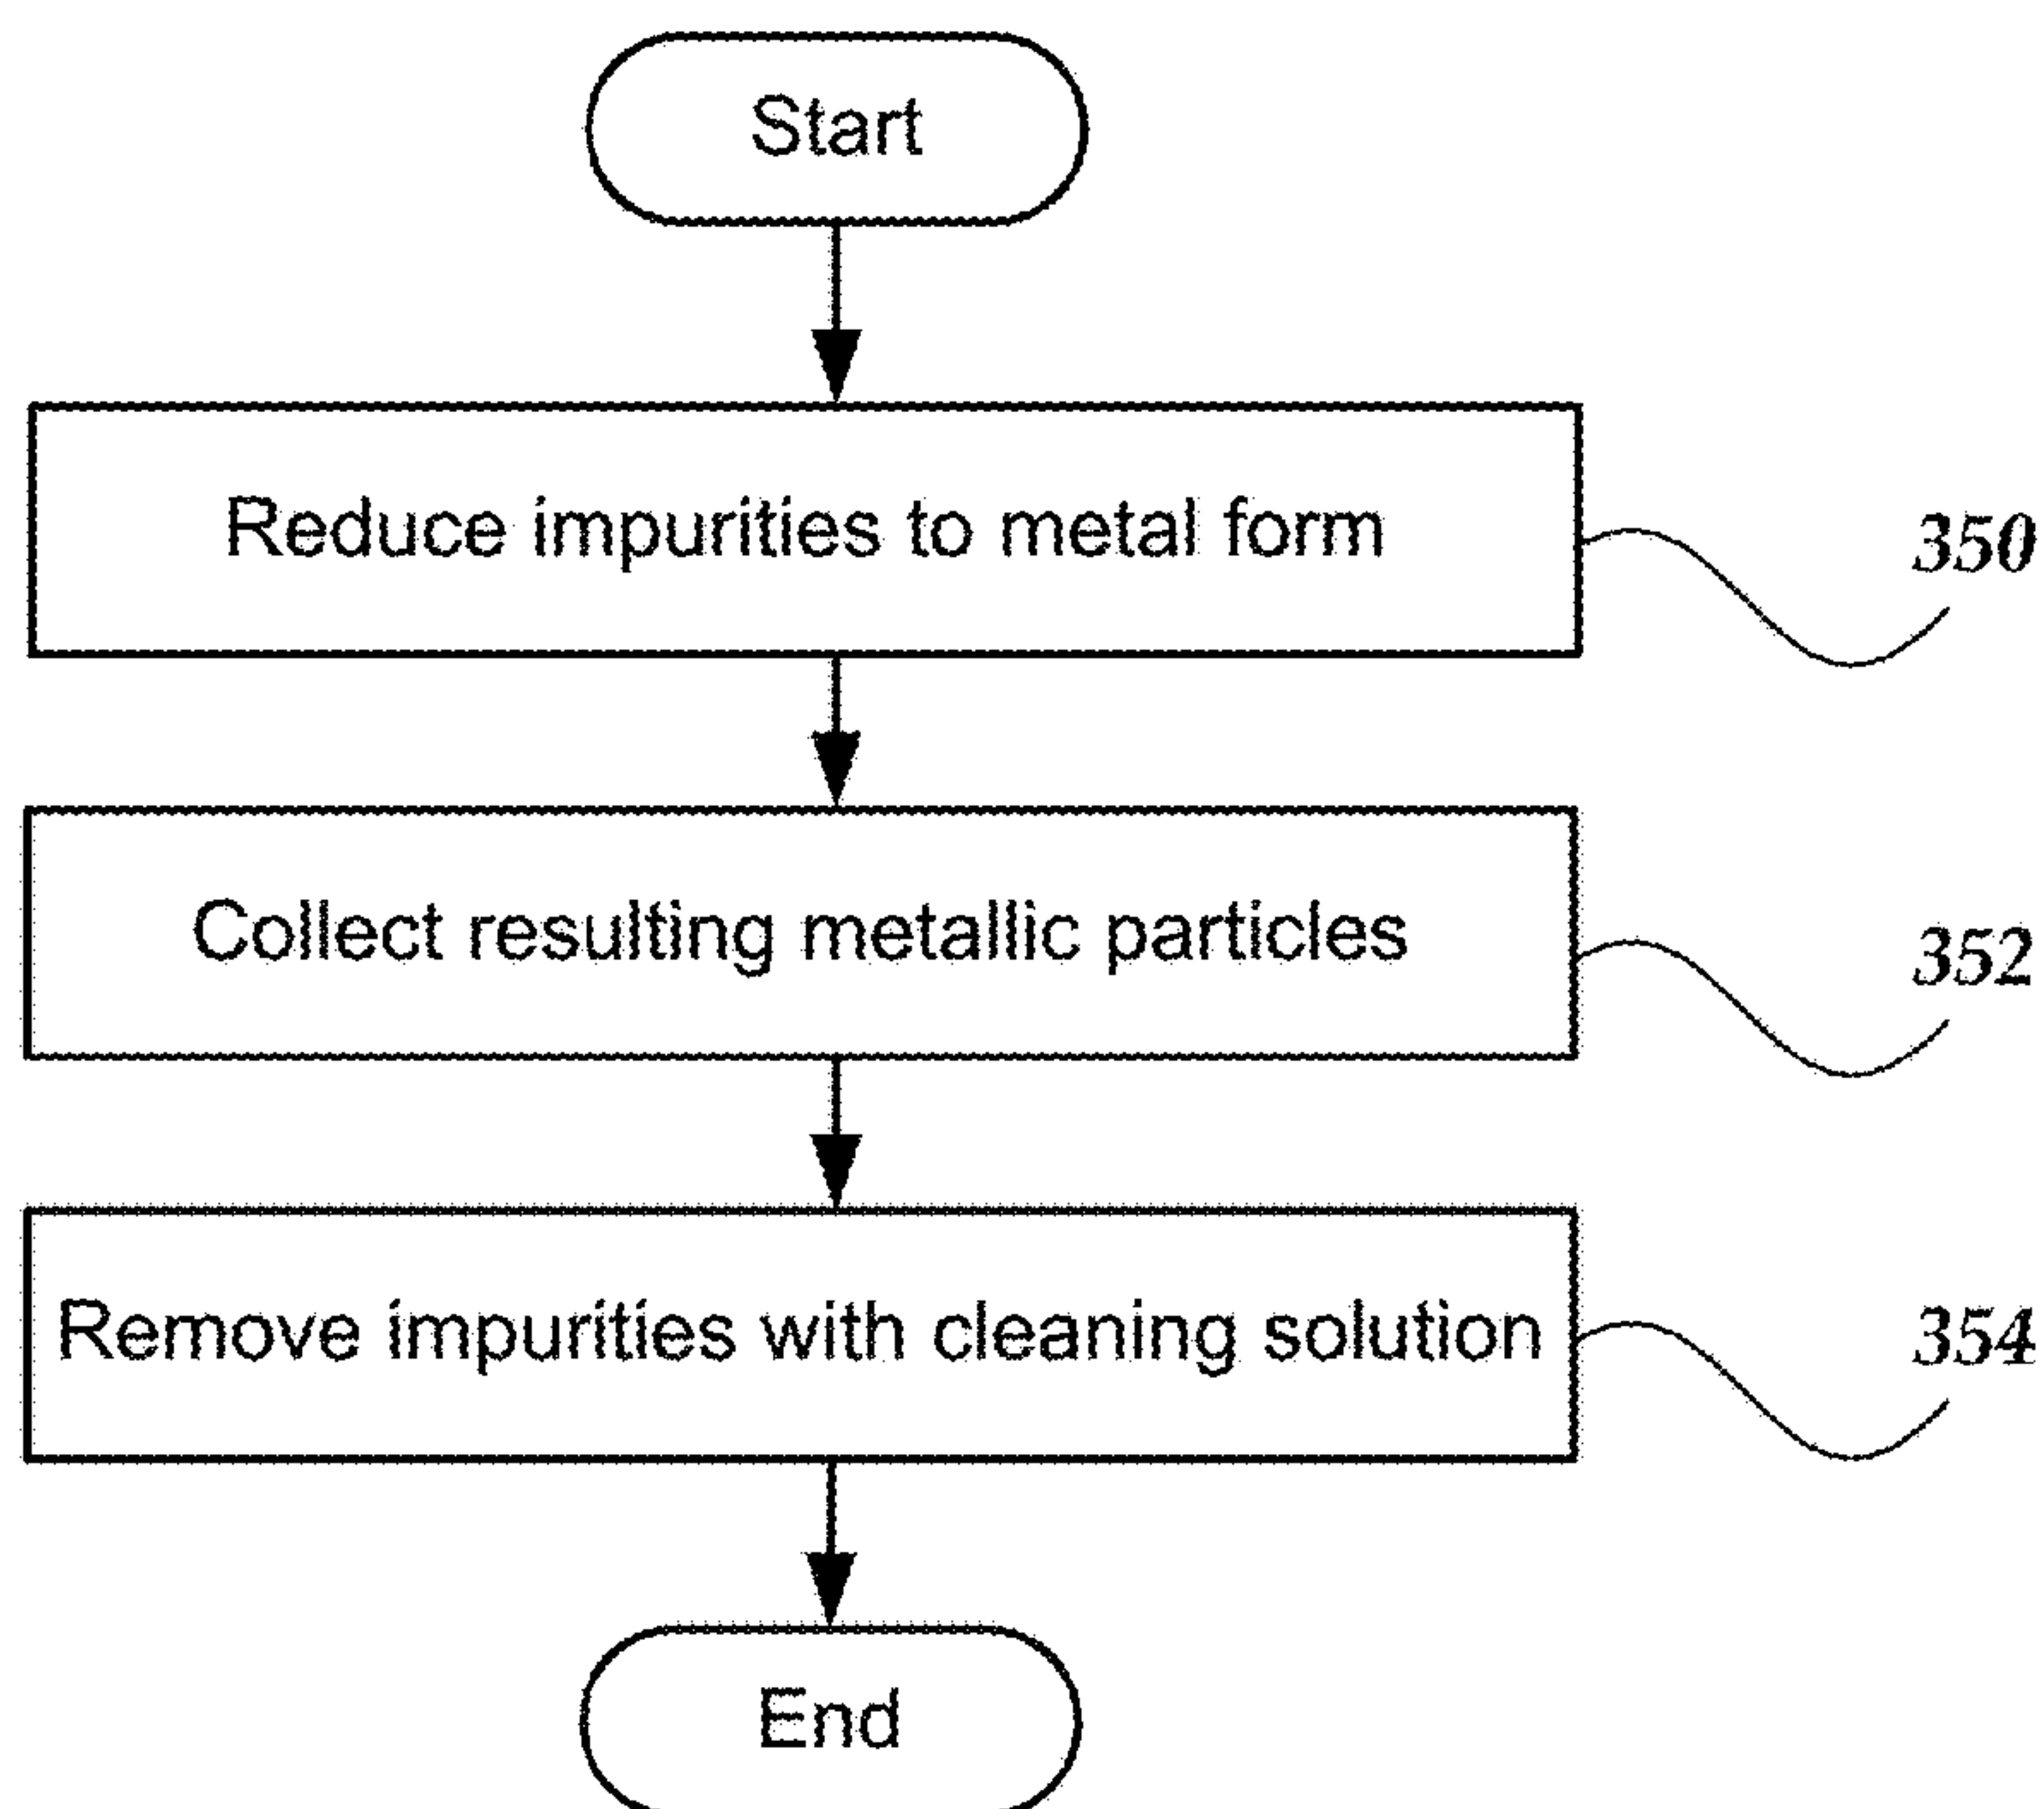 Start
Reduce impurities to metal form
350
Collect resulting metallic particles
352
Remove impurities with cleaning solution
354
End